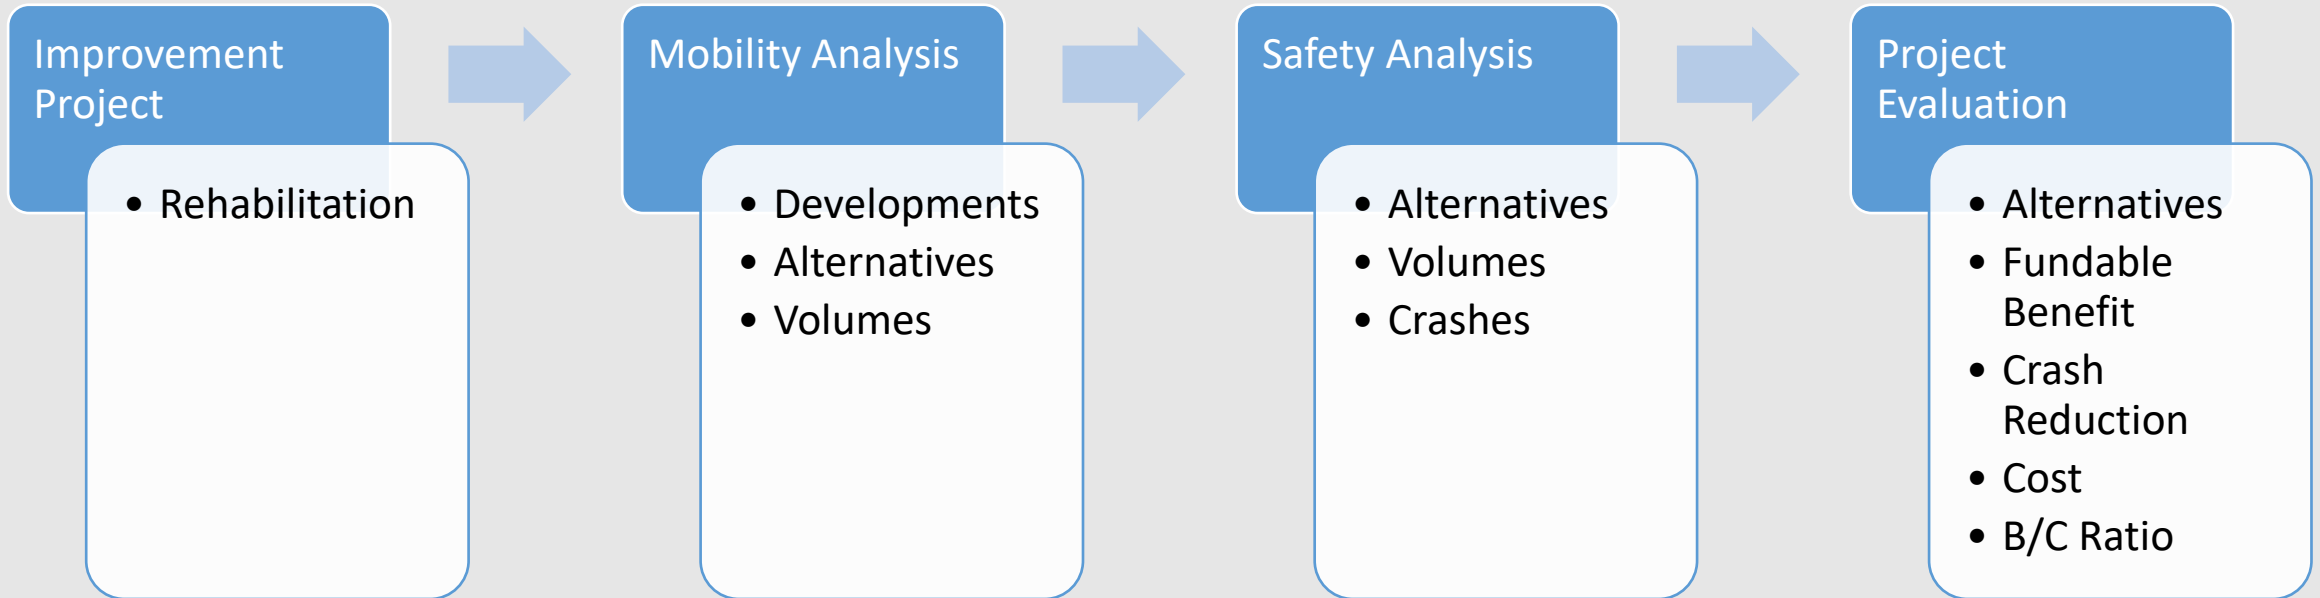 Improvement
Project
• Rehabilitation
Mobility Analysis
• Developments
• Alternatives
• Volumes
Safety Analysis
• Alternatives
• Volumes
• Crashes
Project
Evaluation
• Alternatives
• Fundable
Benefit
• Crash
Reduction
• Cost
• B/C Ratio